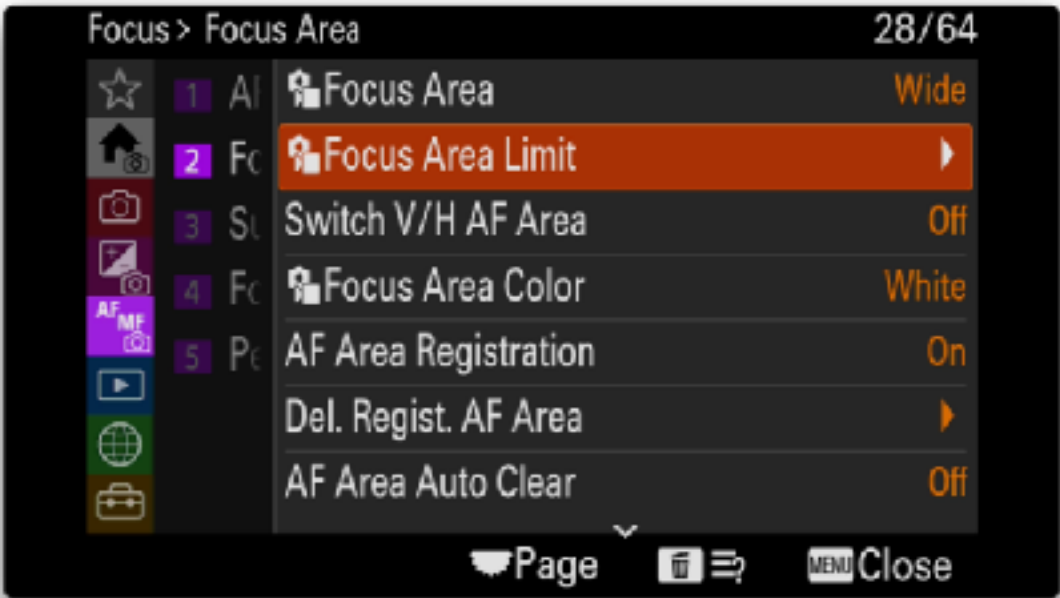 Focus > Focus Area 28/64
Focus Area Wide
1
2 Focus Area Limit
3 Switch V/H AF Area Off
4 Focus Area Color White
AF MF
5 AF Area Registration On
Del. Regist. AF Area
AF Area Auto Clear Off
Page MENU Close